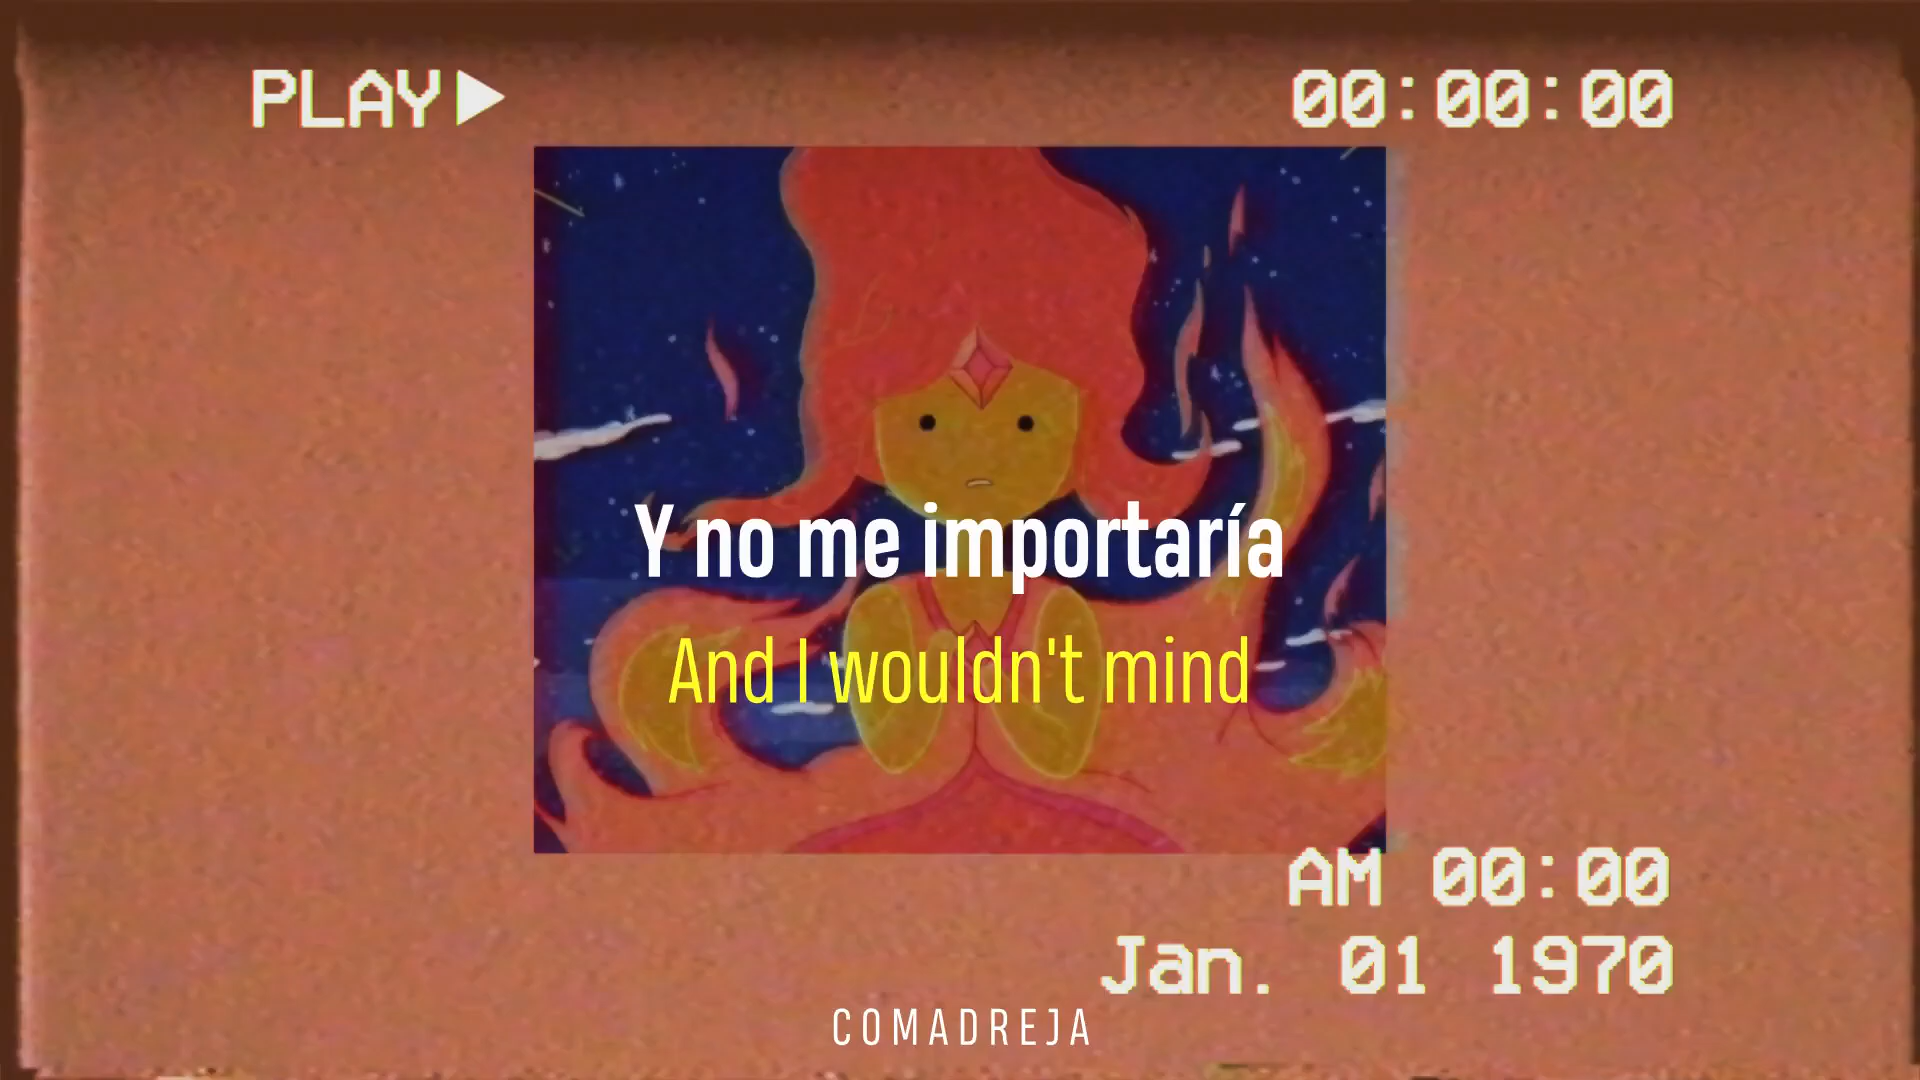 PLAY
00:00:00
Y no me importaría
And I wouldn't mind
AM 00:00
Jan. 01 1970
COMADREJA